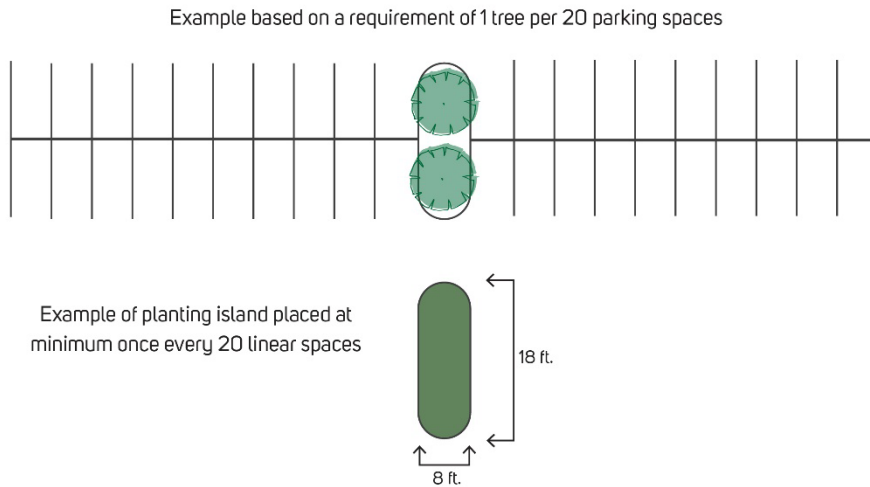 Example based on a requirement of 1 tree per 20 parking spaces
Example of planting island placed at
minimum once every 20 linear spaces
18 ft.
8 ft.